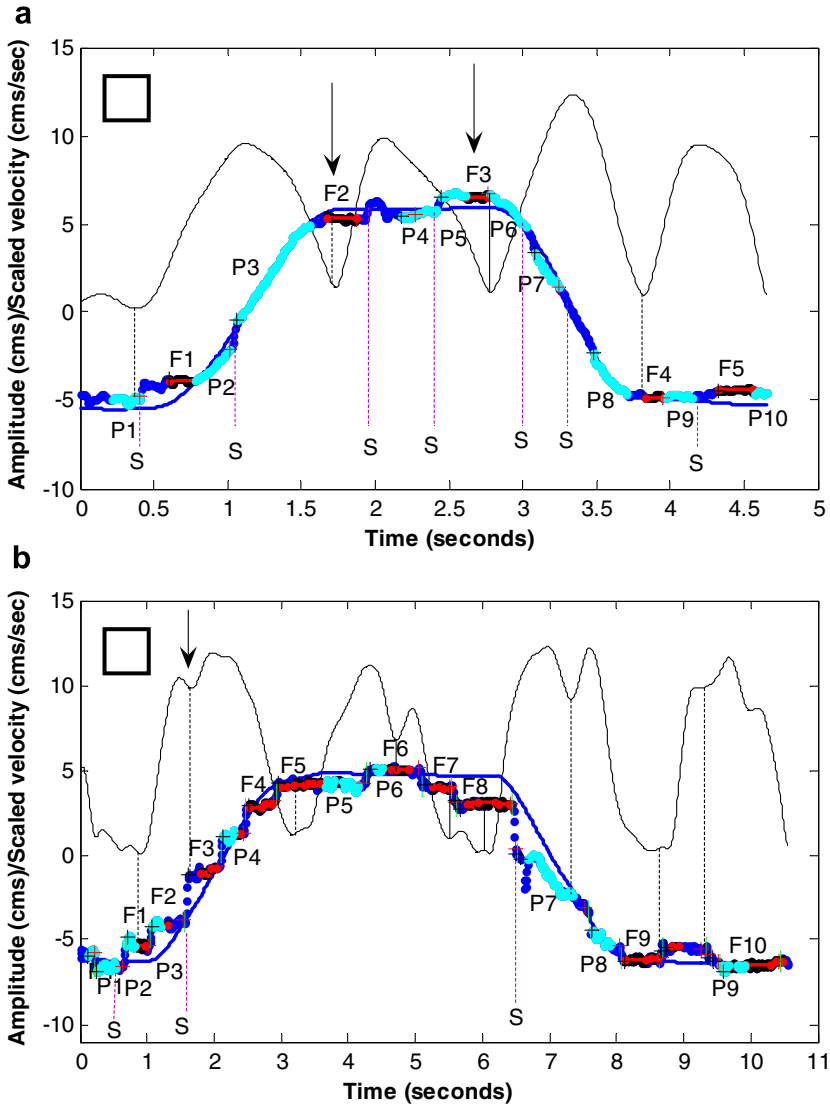 a
15
10
5
0
-5
-10
F2
F3
P3
P4
P5
P6
P7
F1
P2
P1
P8
F4
P9
F5
P10
S
S
S
S
S
S
S
0
0.5
1
1.5
2
2.5
3
3.5
4
4.5
5
Time (seconds)
Amplitude (cms)/Scaled velocity (cms/sec)
b
15
10
5
0
-5
-10
F4
F5
F6
F7
F8
P5
P6
F3
P4
F1
F2
P1
P2
P3
P7
P8
F9
F10
P9
S
S
S
0
1
2
3
4
5
6
7
8
9
10
11
Time (seconds)
Amplitude (cms)/Scaled velocity (cms/sec)